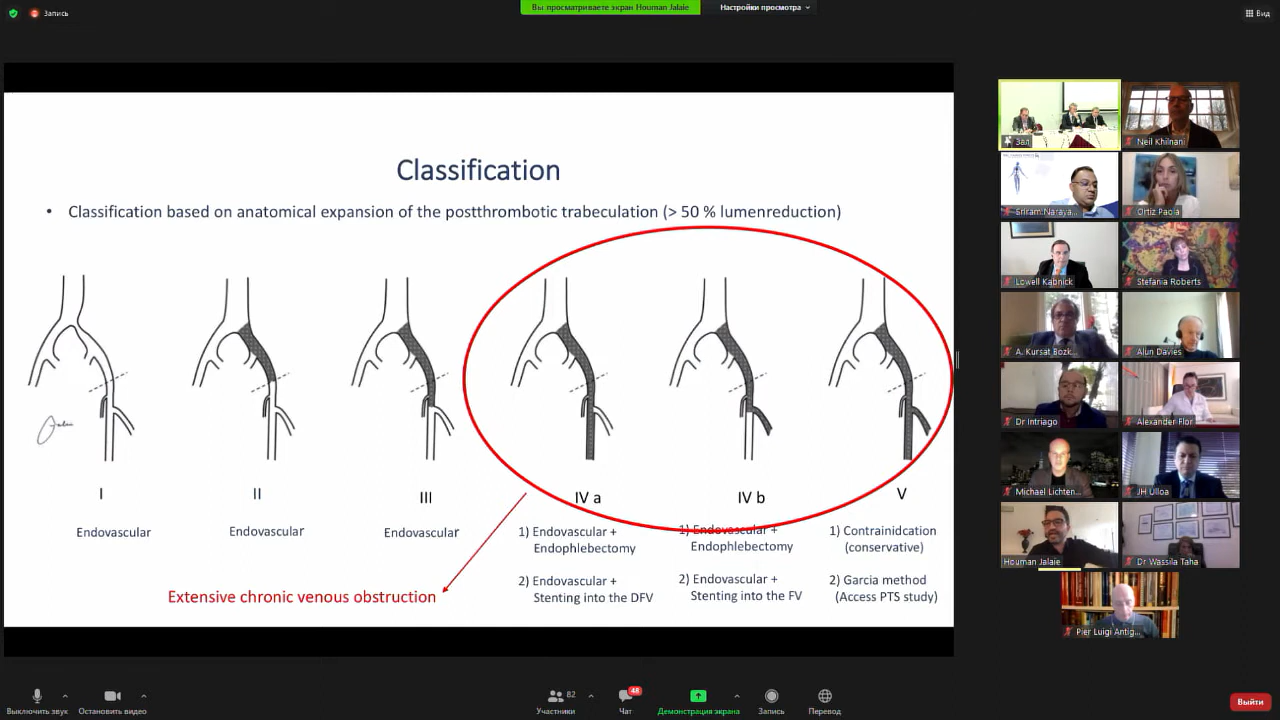 Запись
Вы просматриваете экран Houman Jalaie
Настройки просмотра
Вид
Classification
• Classification based on anatomical expansion of the postthrombotic trabeculation (> 50 % lumenreduction)
I
II
III
IV a
IV b
V
Endovascular
Endovascular
Endovascular
1) Endovascular +
Endophlebectomy
2) Endovascular +
Stenting into the DFV
1) Endovascular +
Endophlebectomy
2) Endovascular +
Stenting into the FV
1) Contrainidcation
(conservative)
2) Garcia method
(Access PTS study)
Extensive chronic venous obstruction
Зал
Neil Khilnani
Sriram Naraya...
Ortiz Paola
Lowell Kabnick
Stefania Roberts
A. Kursat Bozk...
Alun Davies
Dr Intriago
Alexander Flor
Michael Lichten...
JH Ulloa
Houman Jalaie
Dr Wassila Taha
Pier Luigi Antig...
Выключить звук
Остановить видео
82
Участники
48
Чат
Демонстрация экрана
Запись
Перевод
Выйти